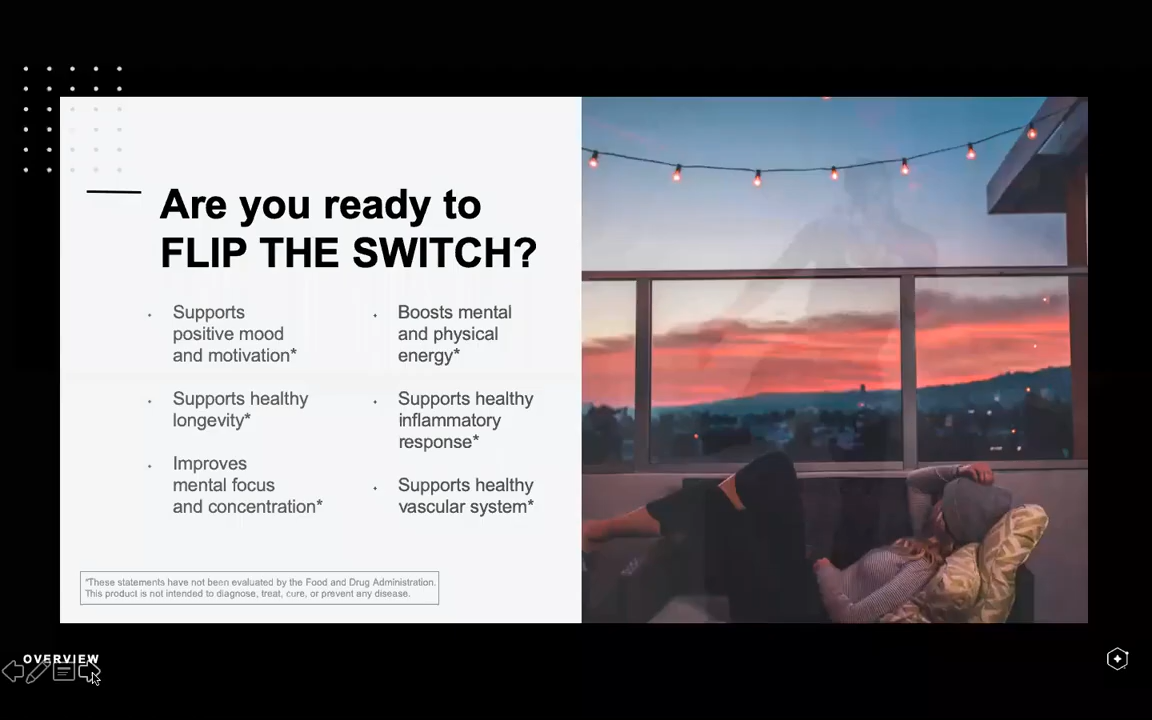 Are you ready to
FLIP THE SWITCH?
Supports
positive mood
and motivation*
Supports healthy
longevity*
Improves
mental focus
and concentration*
Boosts mental
and physical
energy*
Supports healthy
inflammatory
response*
Supports healthy
vascular system*
*These statements have not been evaluated by the Food and Drug Administration.
This product is not intended to diagnose, treat, cure, or prevent any disease.
OVERVIEW